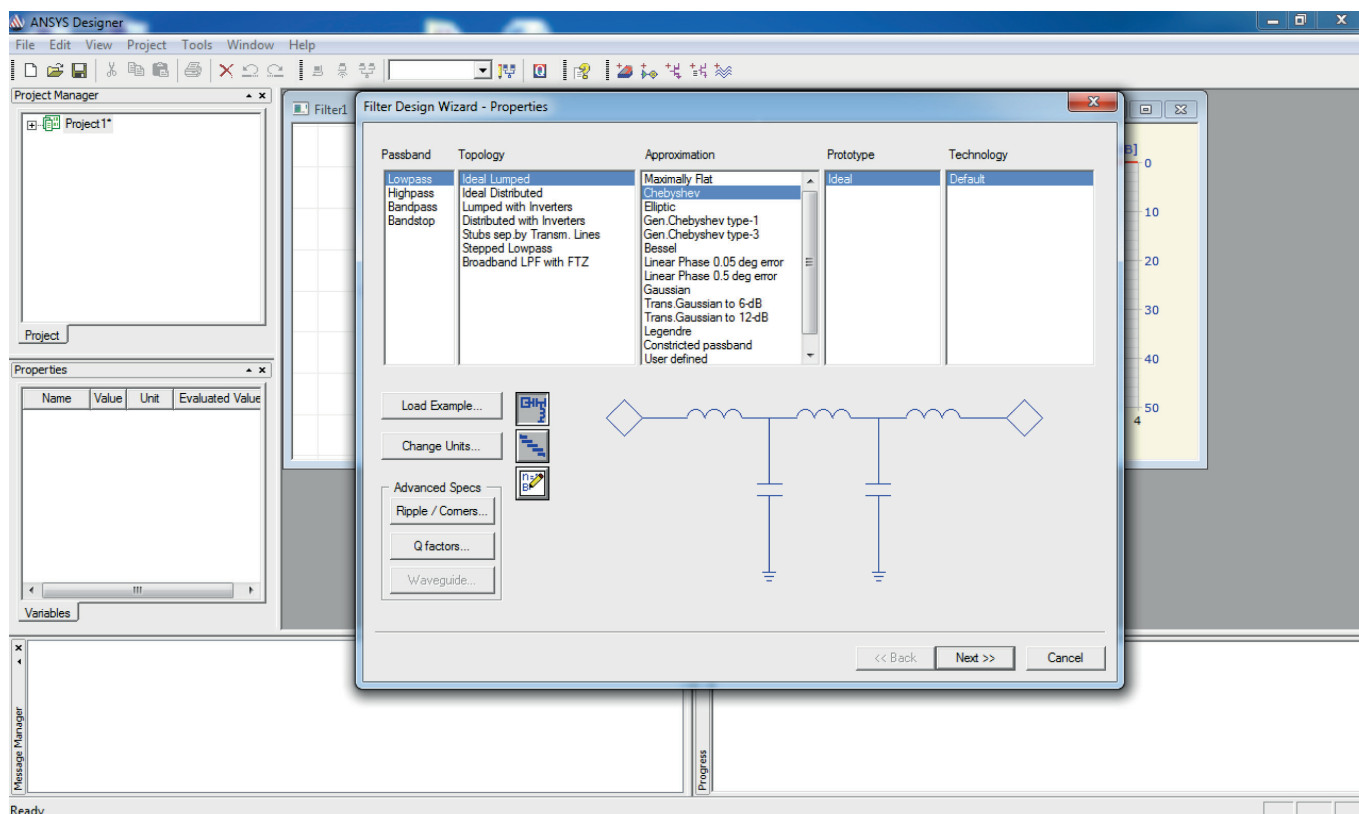 ANSYS Designer
File Edit View Project Tools Window Help
Project Manager
Project1*
Project
Properties
Name Value Unit Evaluated Value
Variables
Filter1
Filter Design Wizard - Properties
Passband Topology Approximation Prototype Technology
Lowpass Ideal Lumped Maximally Flat Ideal Default
Highpass Ideal Distributed Chebyshev
Bandpass Lumped with Inverters Elliptic
Bandstop Distributed with Inverters Gen.Chebyshev type-1
Stubs sep.by Transm. Lines Gen.Chebyshev type-3
Stepped Lowpass Bessel
Broadband LPF with FTZ Linear Phase 0.05 deg error
Linear Phase 0.5 deg error
Gaussian
Trans.Gaussian to 6-dB
Trans.Gaussian to 12-dB
Legendre
Constricted passband
User defined
Load Example...
Change Units...
Advanced Specs
Ripple / Corners...
Q factors...
Waveguide...
<< Back Next >> Cancel
B]
0
10
20
30
40
50
4
Message Manager
Progress
Ready